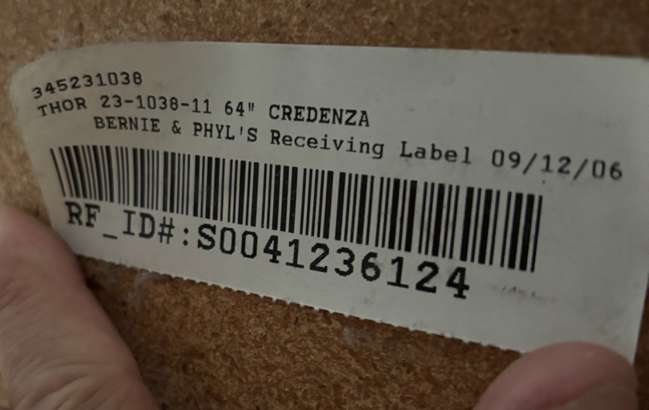 345231038
THOR 23-1038-11 64" CREDENZA
BERNIE & PHYL'S Receiving Label 09/12/06
RF_ID#:S0041236124